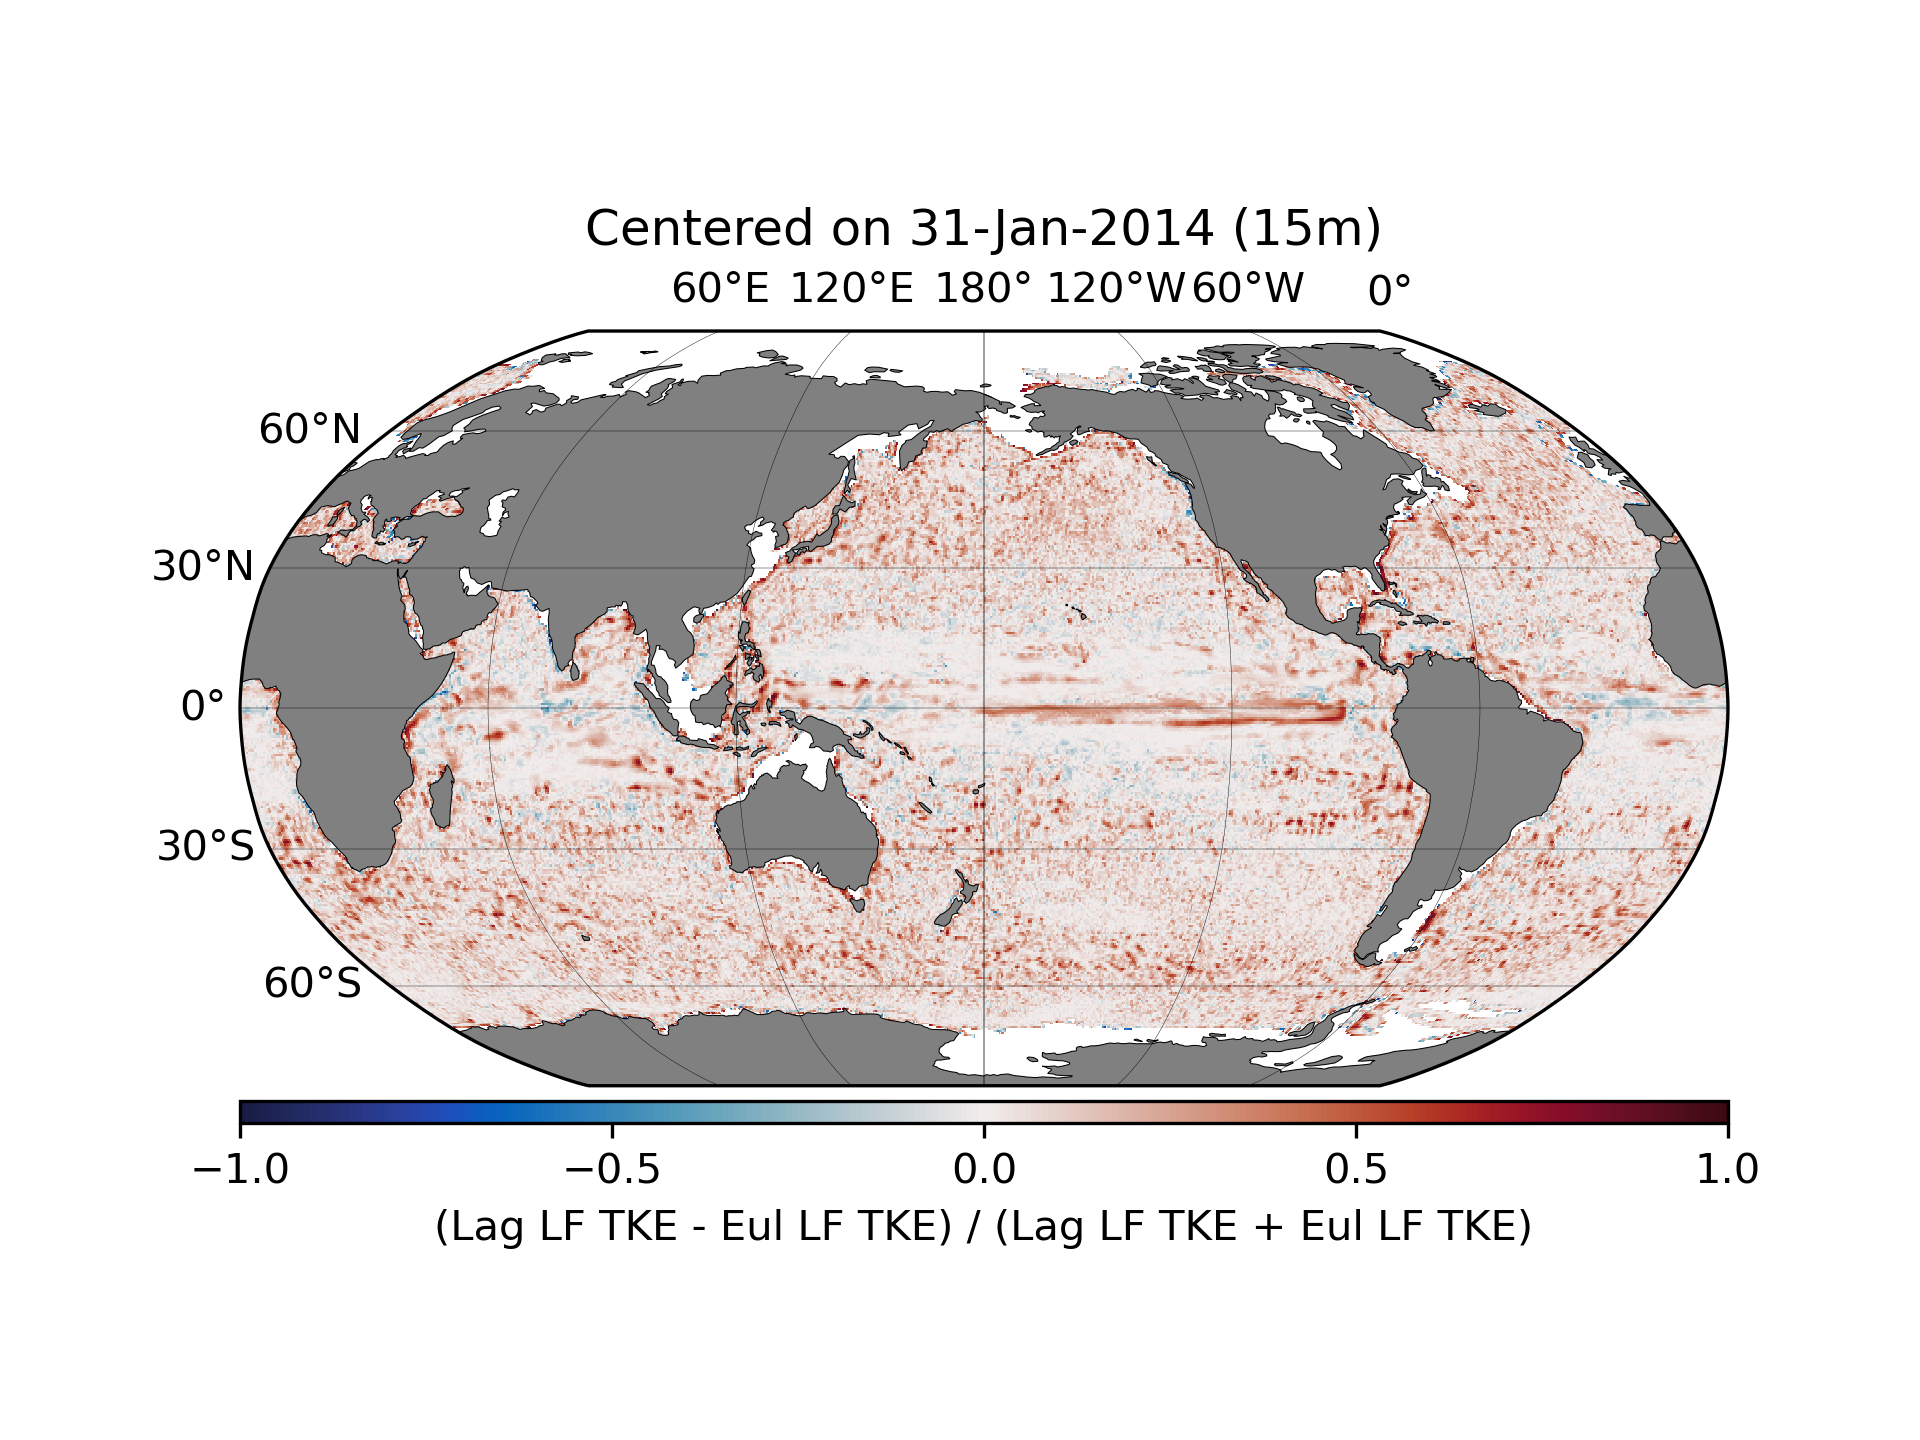 Centered on 31-Jan-2014 (15m)
60°E 120°E 180° 120°W 60°W 0°
60°N
30°N
0°
30°S
60°S
−1.0 −0.5 0.0 0.5 1.0
(Lag LF TKE - Eul LF TKE) / (Lag LF TKE + Eul LF TKE)